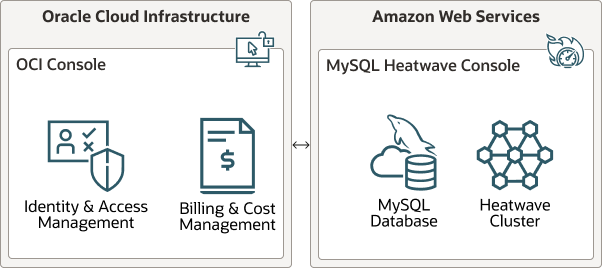 Oracle Cloud Infrastructure
OCI Console
Identity & Access
Management
Billing & Cost
Management
$
Amazon Web Services
MySQL Heatwave Console
MySQL
Database
Heatwave
Cluster